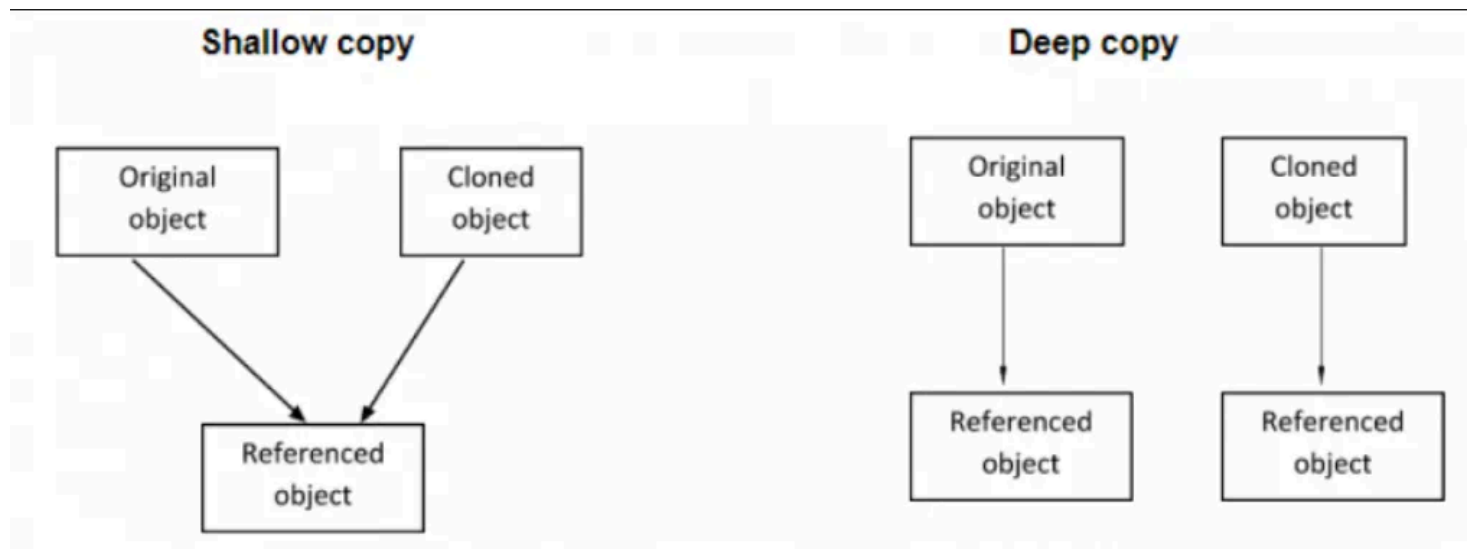 Shallow copy
Deep copy
Original
object
Cloned
object
Referenced
object
Original
object
Cloned
object
Referenced
object
Referenced
object